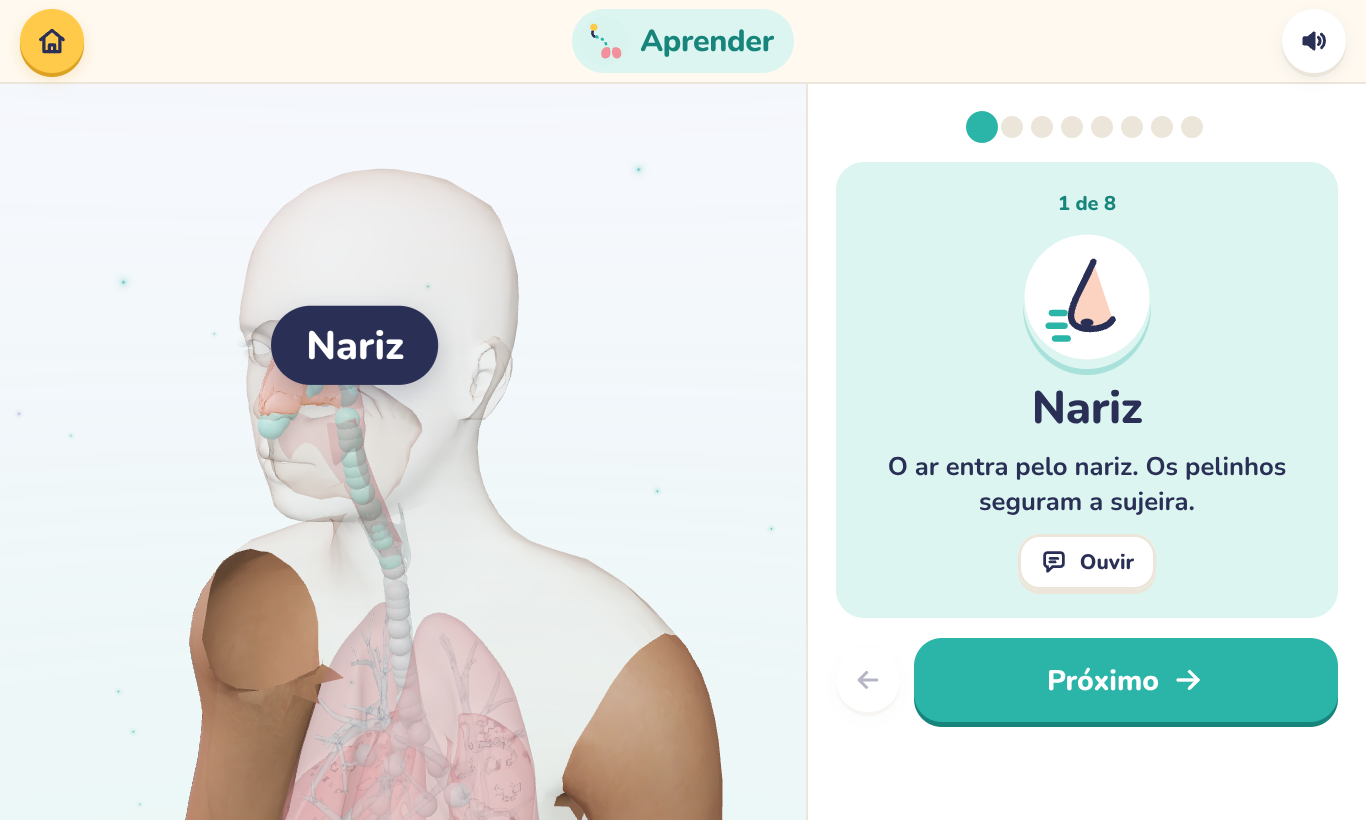 Aprender
Nariz
1 de 8
Nariz
O ar entra pelo nariz. Os pelinhos
seguram a sujeira.
Ouvir
Próximo